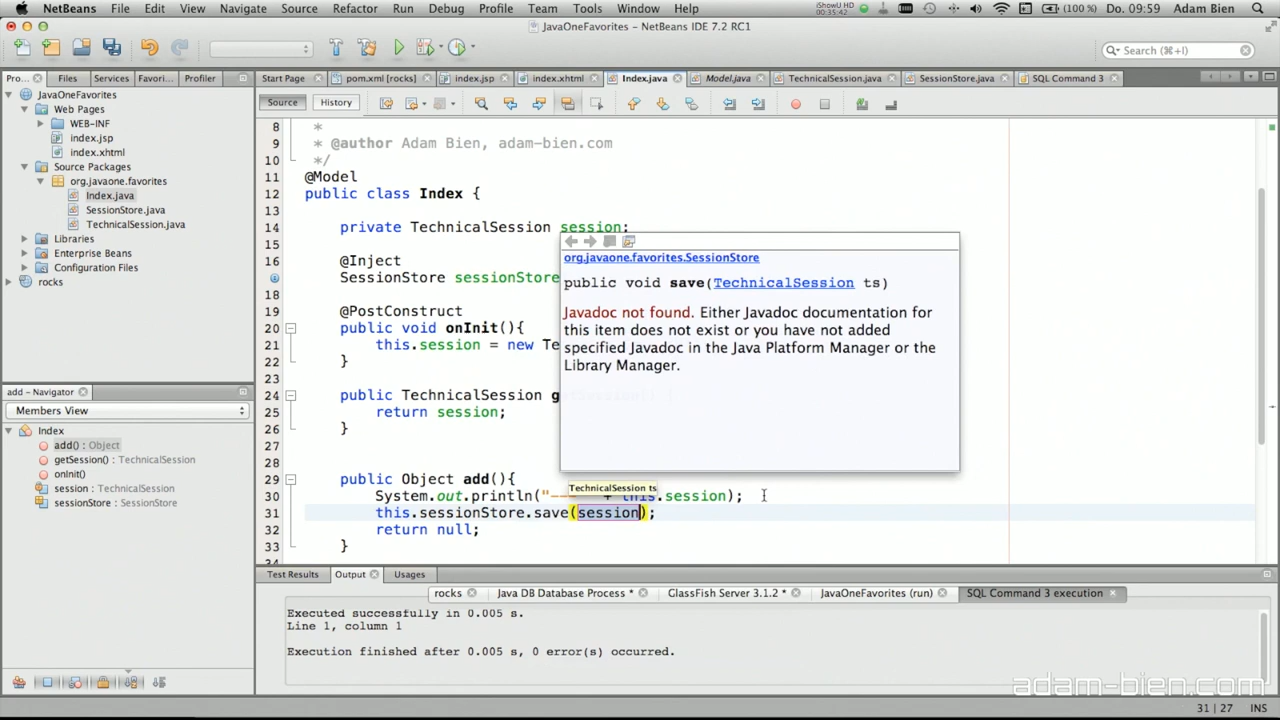 NetBeans File Edit View Navigate Source Refactor Run Debug Profile Team Tools Window Help iShowU HD 00:35:42 (100 %) Do. 09:59 Adam Bien
JavaOneFavorites – NetBeans IDE 7.2 RC1
Search (⌘+I)
Pro... Files Services Favori... Profiler Start Page pom.xml [rocks] index.jsp index.xhtml Index.java Model.java TechnicalSession.java SessionStore.java SQL Command 3
Source History
JavaOneFavorites
Web Pages
WEB-INF
index.jsp
index.xhtml
Source Packages
org.javaone.favorites
Index.java
SessionStore.java
TechnicalSession.java
Libraries
Enterprise Beans
Configuration Files
rocks
add - Navigator
Members View
Index
add() : Object
getSession() : TechnicalSession
onInit()
session : TechnicalSession
sessionStore : SessionStore
8 *
9 * @author Adam Bien, adam-bien.com
10 */
11 @Model
12 public class Index {
13
14 private TechnicalSession session;
15
16 @Inject
SessionStore sessionStore
18
19 @PostConstruct
20 public void onInit(){
21 this.session = new Te
22 }
23
24 public TechnicalSession g
25 return session;
26 }
27
28
29 public Object add(){
30 System.out.println("--- + this.session);
31 this.sessionStore.save(session);
32 return null;
33 }
34
org.javaone.favorites.SessionStore
public void save(TechnicalSession ts)
Javadoc not found. Either Javadoc documentation for
this item does not exist or you have not added
specified Javadoc in the Java Platform Manager or the
Library Manager.
TechnicalSession ts
Test Results Output Usages
rocks Java DB Database Process * GlassFish Server 3.1.2 * JavaOneFavorites (run) SQL Command 3 execution
Executed successfully in 0.005 s.
Line 1, column 1
Execution finished after 0.005 s, 0 error(s) occurred.
adam-bien.com
31 | 27 INS